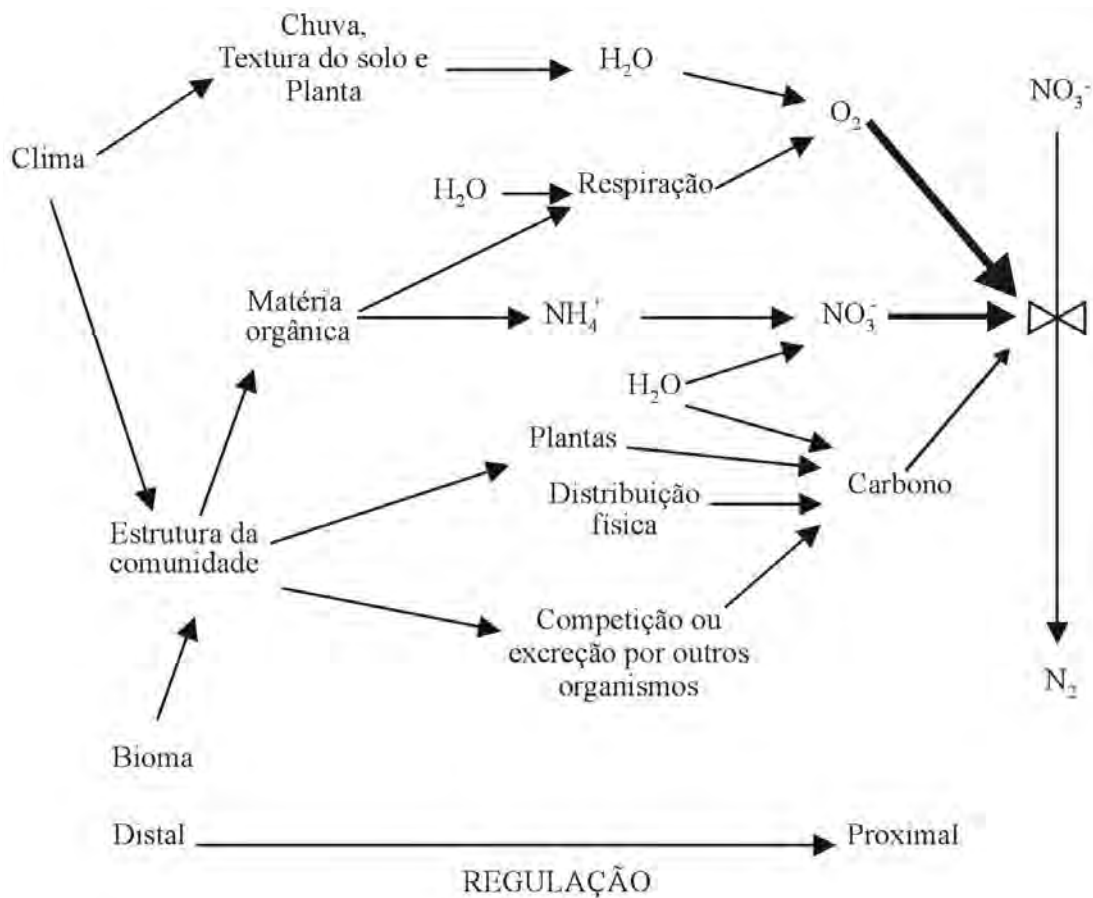 Chuva,
Textura do solo e
Planta
H₂O
NO₃⁻
O₂
Clima
H₂O
Respiração
Matéria
orgânica
NH₄⁺
NO₃⁻
H₂O
Plantas
Carbono
Distribuição
física
Estrutura da
comunidade
Competição ou
excreção por outros
organismos
N₂
Bioma
Distal
Proximal
REGULAÇÃO